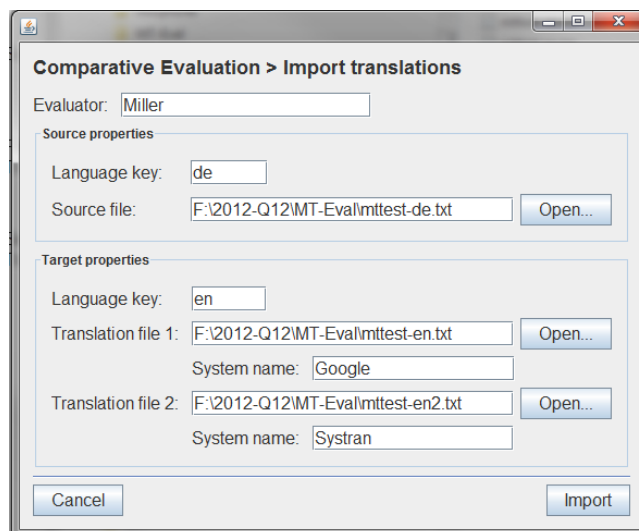 Comparative Evaluation > Import translations
Evaluator: Miller
Source properties
Language key: de
Source file: F:\2012-Q12\MT-Eval\mttest-de.txt Open...
Target properties
Language key: en
Translation file 1: F:\2012-Q12\MT-Eval\mttest-en.txt Open...
System name: Google
Translation file 2: F:\2012-Q12\MT-Eval\mttest-en2.txt Open...
System name: Systran
Cancel Import